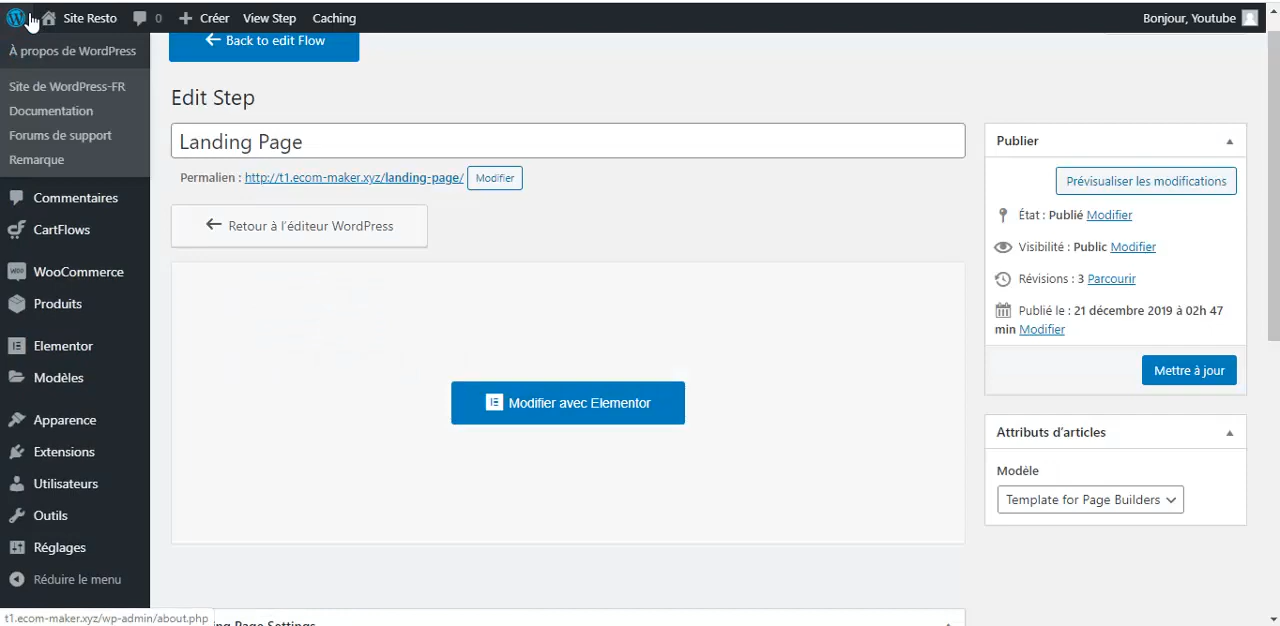 Site Resto 0 Créer View Step Caching Bonjour, Youtube
À propos de WordPress
Site de WordPress-FR
Documentation
Forums de support
Remarque
Commentaires
CartFlows
WooCommerce
Produits
Elementor
Modèles
Apparence
Extensions
Utilisateurs
Outils
Réglages
Réduire le menu
t1.ecom-maker.xyz/wp-admin/about.php
Back to edit Flow
Edit Step
Landing Page
Permalien : http://t1.ecom-maker.xyz/landing-page/ Modifier
Retour à l'éditeur WordPress
Modifier avec Elementor
Page Settings
Publier
Prévisualiser les modifications
État : Publié Modifier
Visibilité : Public Modifier
Révisions : 3 Parcourir
Publié le : 21 décembre 2019 à 02h 47
min Modifier
Mettre à jour
Attributs d'articles
Modèle
Template for Page Builders